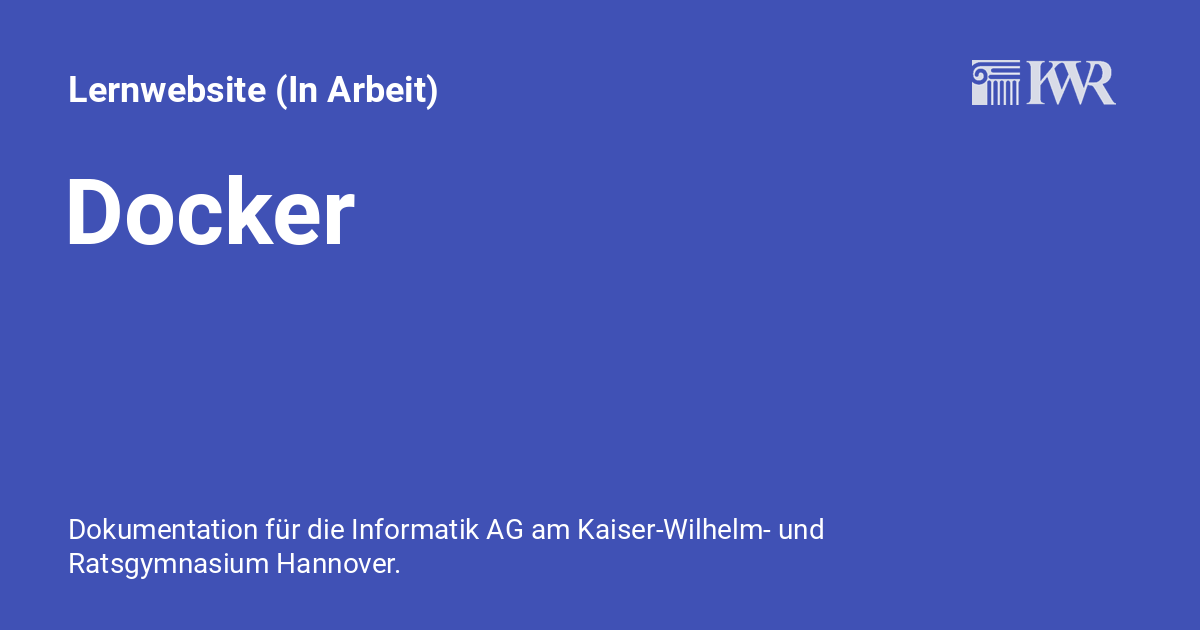 Lernwebsite (In Arbeit)
KWR
Docker
Dokumentation für die Informatik AG am Kaiser-Wilhelm- und
Ratsgymnasium Hannover.